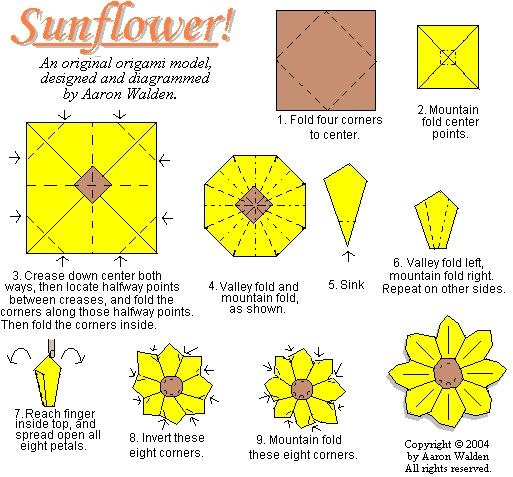 Sunflower!
An original origami model,
designed and diagrammed
by Aaron Walden.
1. Fold four corners
to center.
2. Mountain
fold center
points.
3. Crease down center both
ways, then locate halfway points
between creases, and fold the
corners along those halfway points.
Then fold the corners inside.
4. Valley fold and
mountain fold,
as shown.
5. Sink
6. Valley fold left,
mountain fold right.
Repeat on other sides.
7. Reach finger
inside top, and
spread open all
eight petals.
8. Invert these
eight corners.
9. Mountain fold
these eight corners.
Copyright © 2004
by Aaron Walden
All rights reserved.